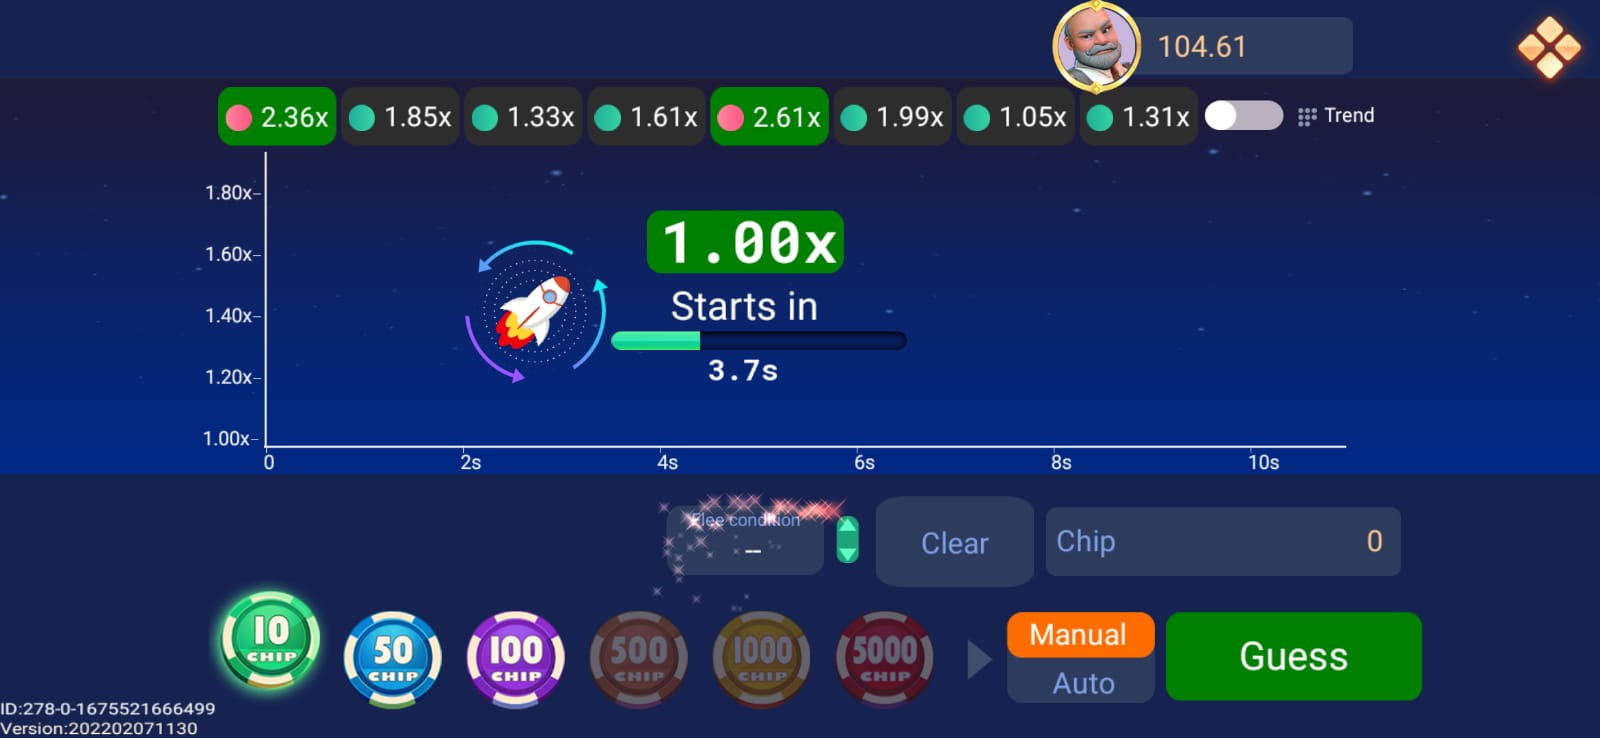 104.61
2.36x 1.85x 1.33x 1.61x 2.61x 1.99x 1.05x 1.31x Trend
1.80x
1.60x
1.40x
1.20x
1.00x
1.00x
Starts in
3.7s
0 2s 4s 6s 8s 10s
Flee condition
--
Clear
Chip 0
10 CHIP
50 CHIP
100 CHIP
500 CHIP
1000 CHIP
5000 CHIP
Manual
Auto
Guess
ID:278-0-1675521666499
Version:202202071130